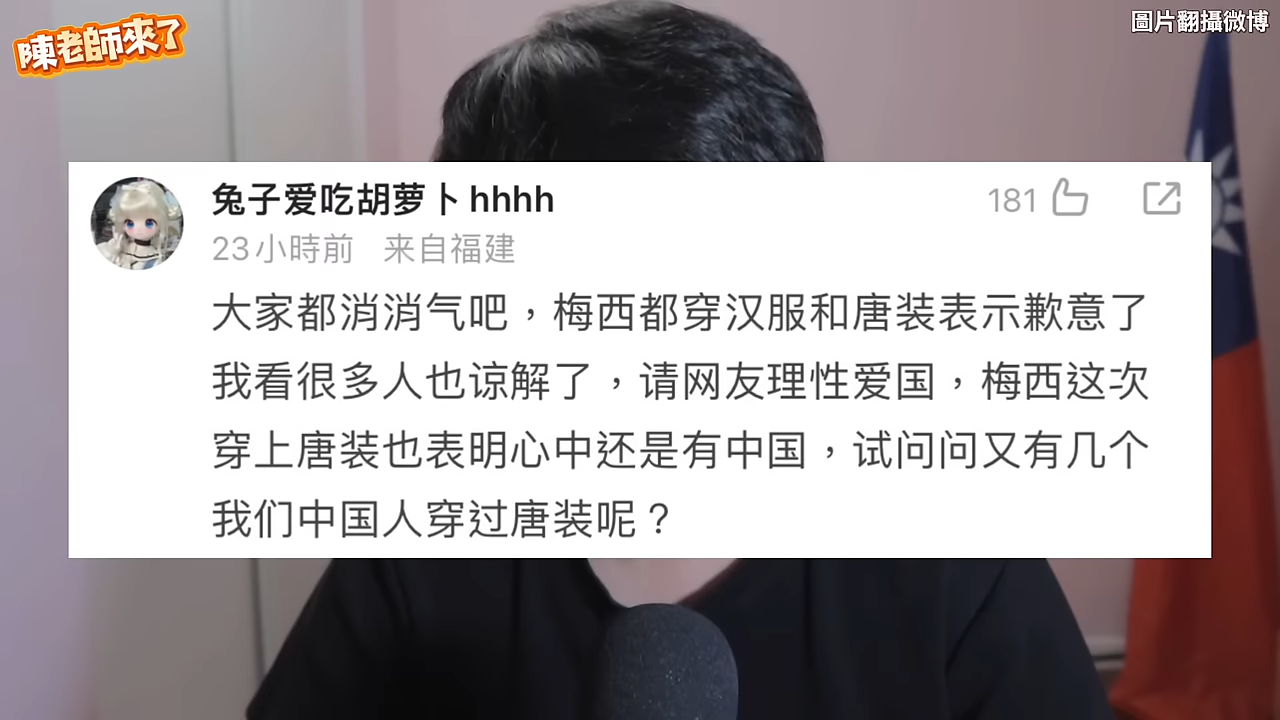 陳老師來了
圖片翻攝微博
兔子爱吃胡萝卜hhhh
181
23小時前 来自福建
大家都消消气吧，梅西都穿汉服和唐装表示歉意了
我看很多人也谅解了，请网友理性爱国，梅西这次
穿上唐装也表明心中还是有中国，试问问又有几个
我们中国人穿过唐装呢？